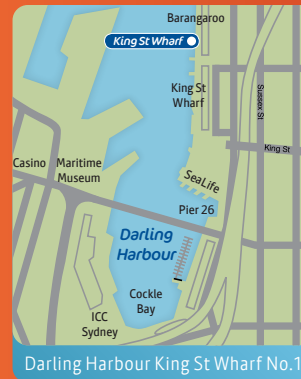 Barangaroo
King St Wharf
King St
Wharf
Sussex St
King St
Casino
Maritime
Museum
SeaLife
Pier 26
Darling
Harbour
Cockle
Bay
ICC
Sydney
Darling Harbour King St Wharf No.1